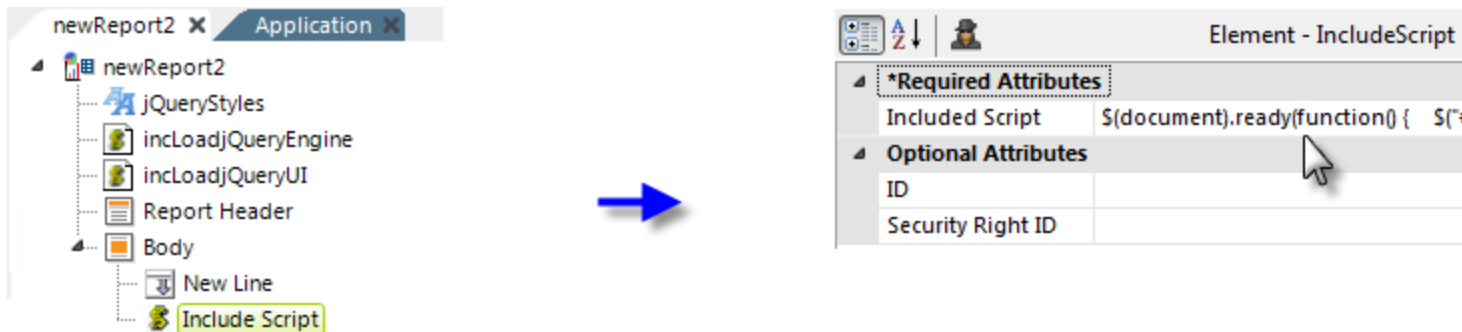 newReport2 Application
newReport2
jQueryStyles
incLoadjQueryEngine
incLoadjQueryUI
Report Header
Body
New Line
Include Script
A Z Element - IncludeScript
*Required Attributes
Included Script $(document).ready(function() { $("
Optional Attributes
ID
Security Right ID